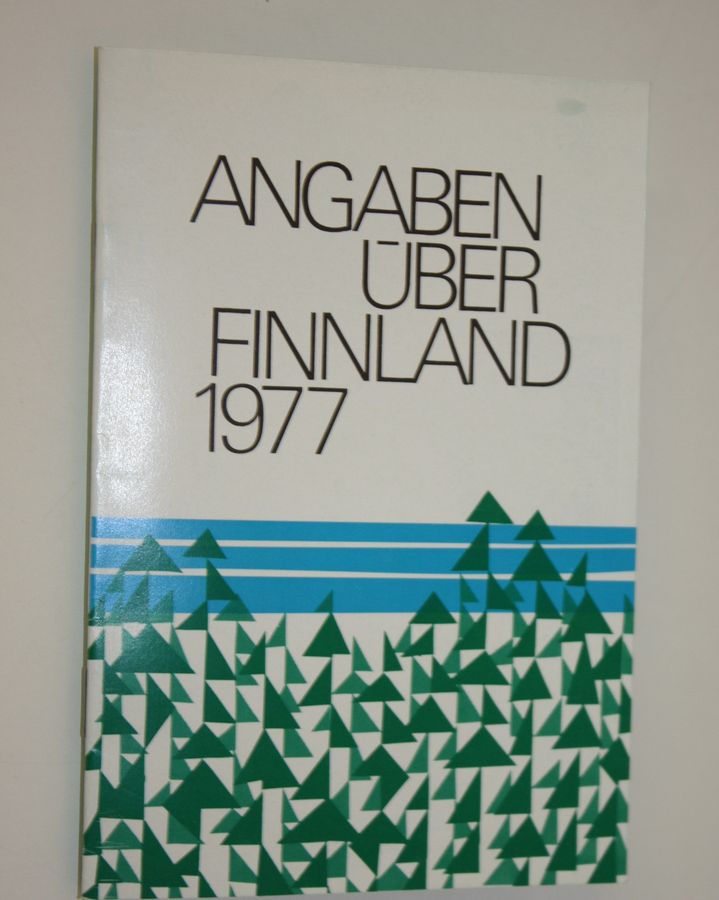 ANGABEN
ÜBER
FINNLAND
1977